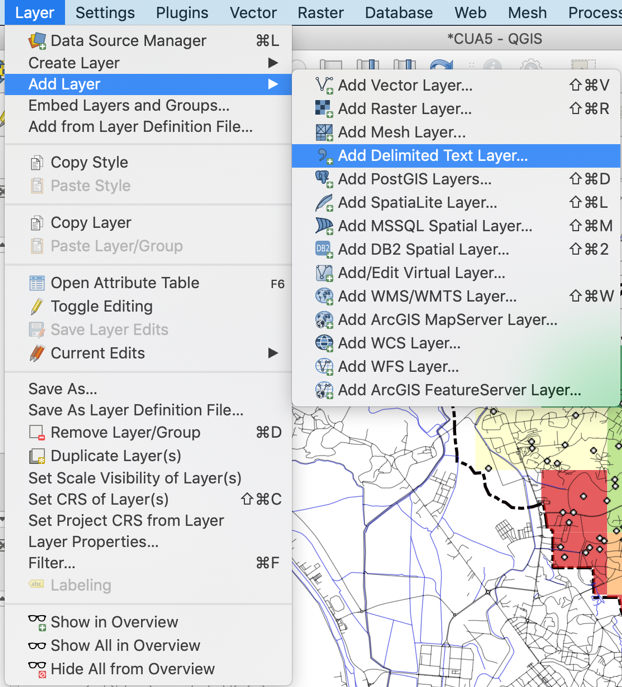 Layer Settings Plugins Vector Raster Database Web Mesh Process
*CUA5 - QGIS
Data Source Manager ⌘L
Create Layer ▶
Add Layer ▶
Embed Layers and Groups...
Add from Layer Definition File...
Copy Style
Paste Style
Copy Layer
Paste Layer/Group
Open Attribute Table F6
Toggle Editing
Save Layer Edits
Current Edits ▶
Save As...
Save As Layer Definition File...
Remove Layer/Group ⌘D
Duplicate Layer(s)
Set Scale Visibility of Layer(s)
Set CRS of Layer(s) ⇧⌘C
Set Project CRS from Layer
Layer Properties...
Filter... ⌘F
abc Labeling
Show in Overview
Show All in Overview
Hide All from Overview
Add Vector Layer... ⇧⌘V
Add Raster Layer... ⇧⌘R
Add Mesh Layer...
Add Delimited Text Layer...
Add PostGIS Layers... ⇧⌘D
Add SpatiaLite Layer... ⇧⌘L
Add MSSQL Spatial Layer... ⇧⌘M
DB2 Add DB2 Spatial Layer... ⇧⌘2
Add/Edit Virtual Layer...
Add WMS/WMTS Layer... ⇧⌘W
Add ArcGIS MapServer Layer...
Add WCS Layer...
Add WFS Layer...
Add ArcGIS FeatureServer Layer...